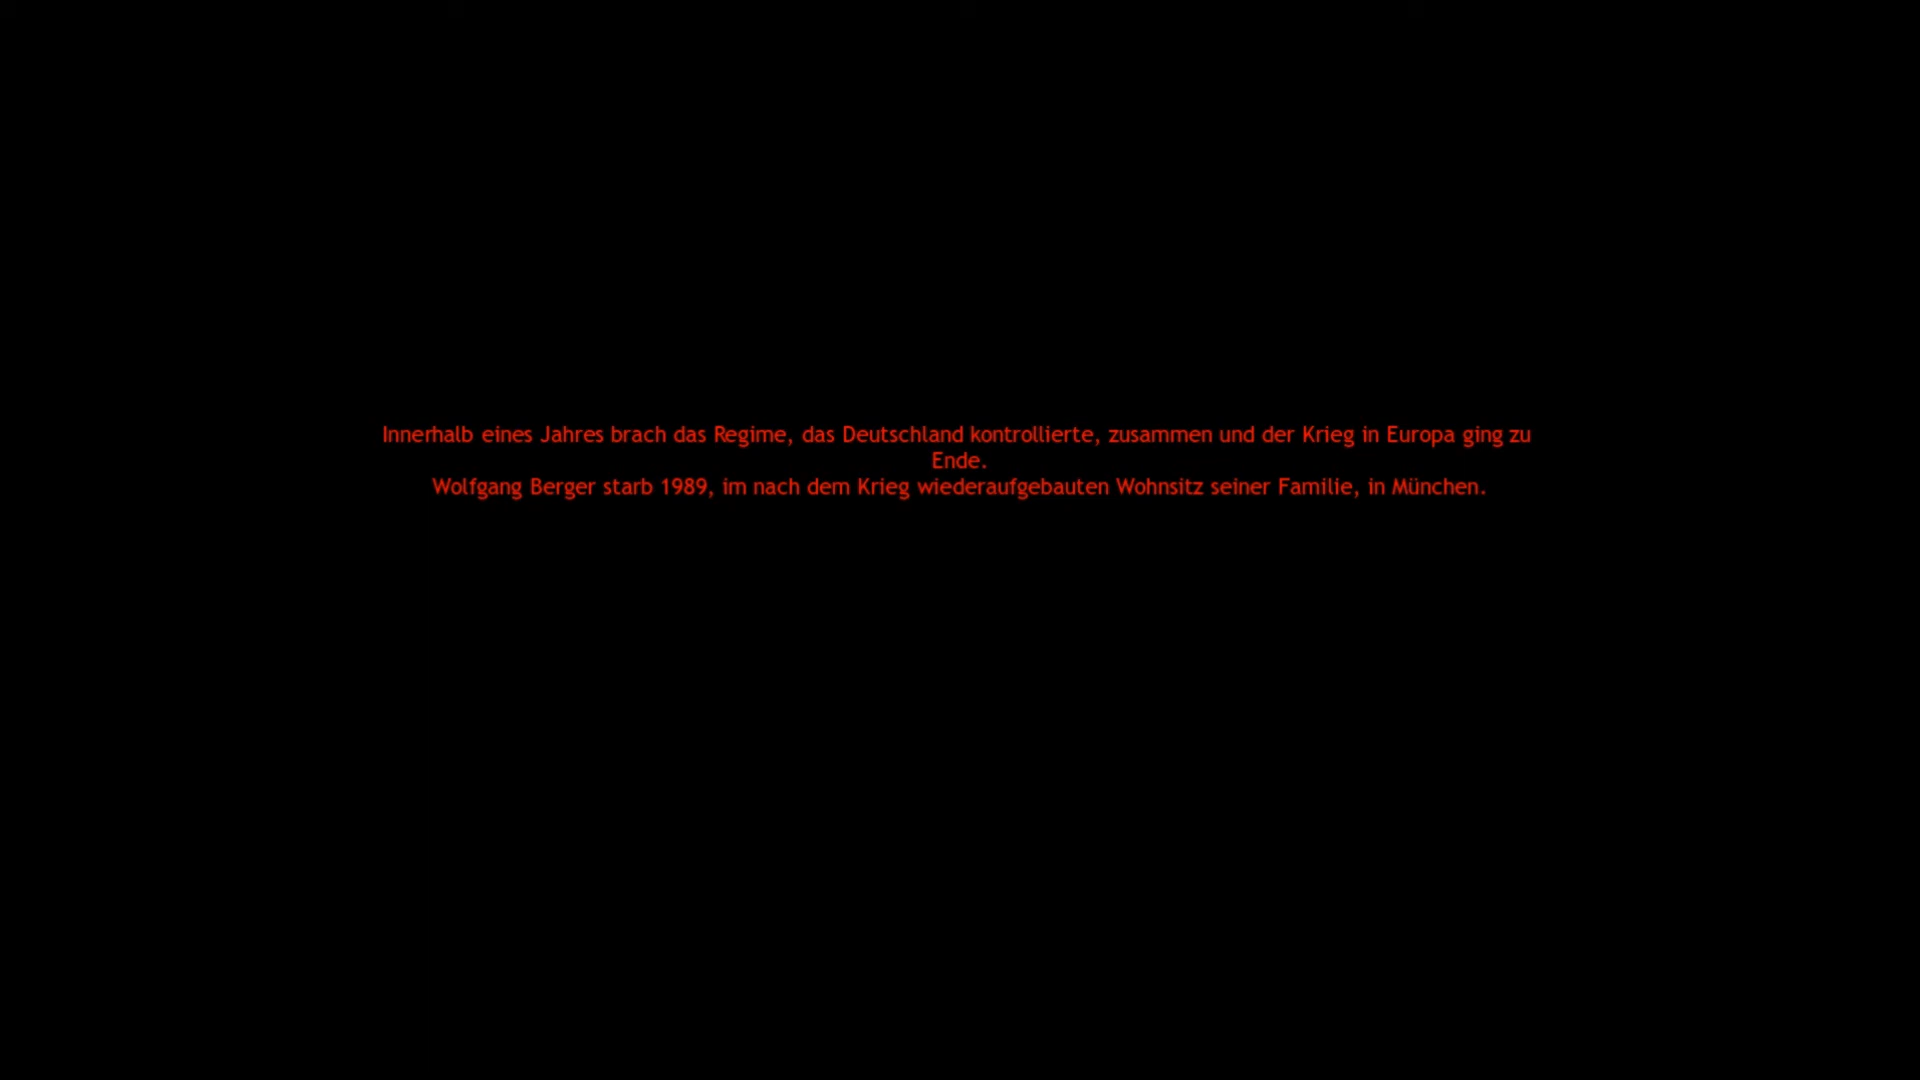 Innerhalb eines Jahres brach das Regime, das Deutschland kontrollierte, zusammen und der Krieg in Europa ging zu
Ende.
Wolfgang Berger starb 1989, im nach dem Krieg wiederaufgebauten Wohnsitz seiner Familie, in München.